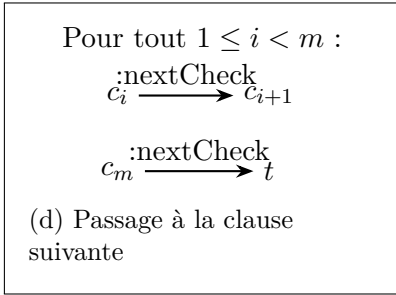 Pour tout 1 ≤ i < m :
:nextCheck
c_i ⟶ c_{i+1}
:nextCheck
c_m ⟶ t
(d) Passage à la clause
suivante